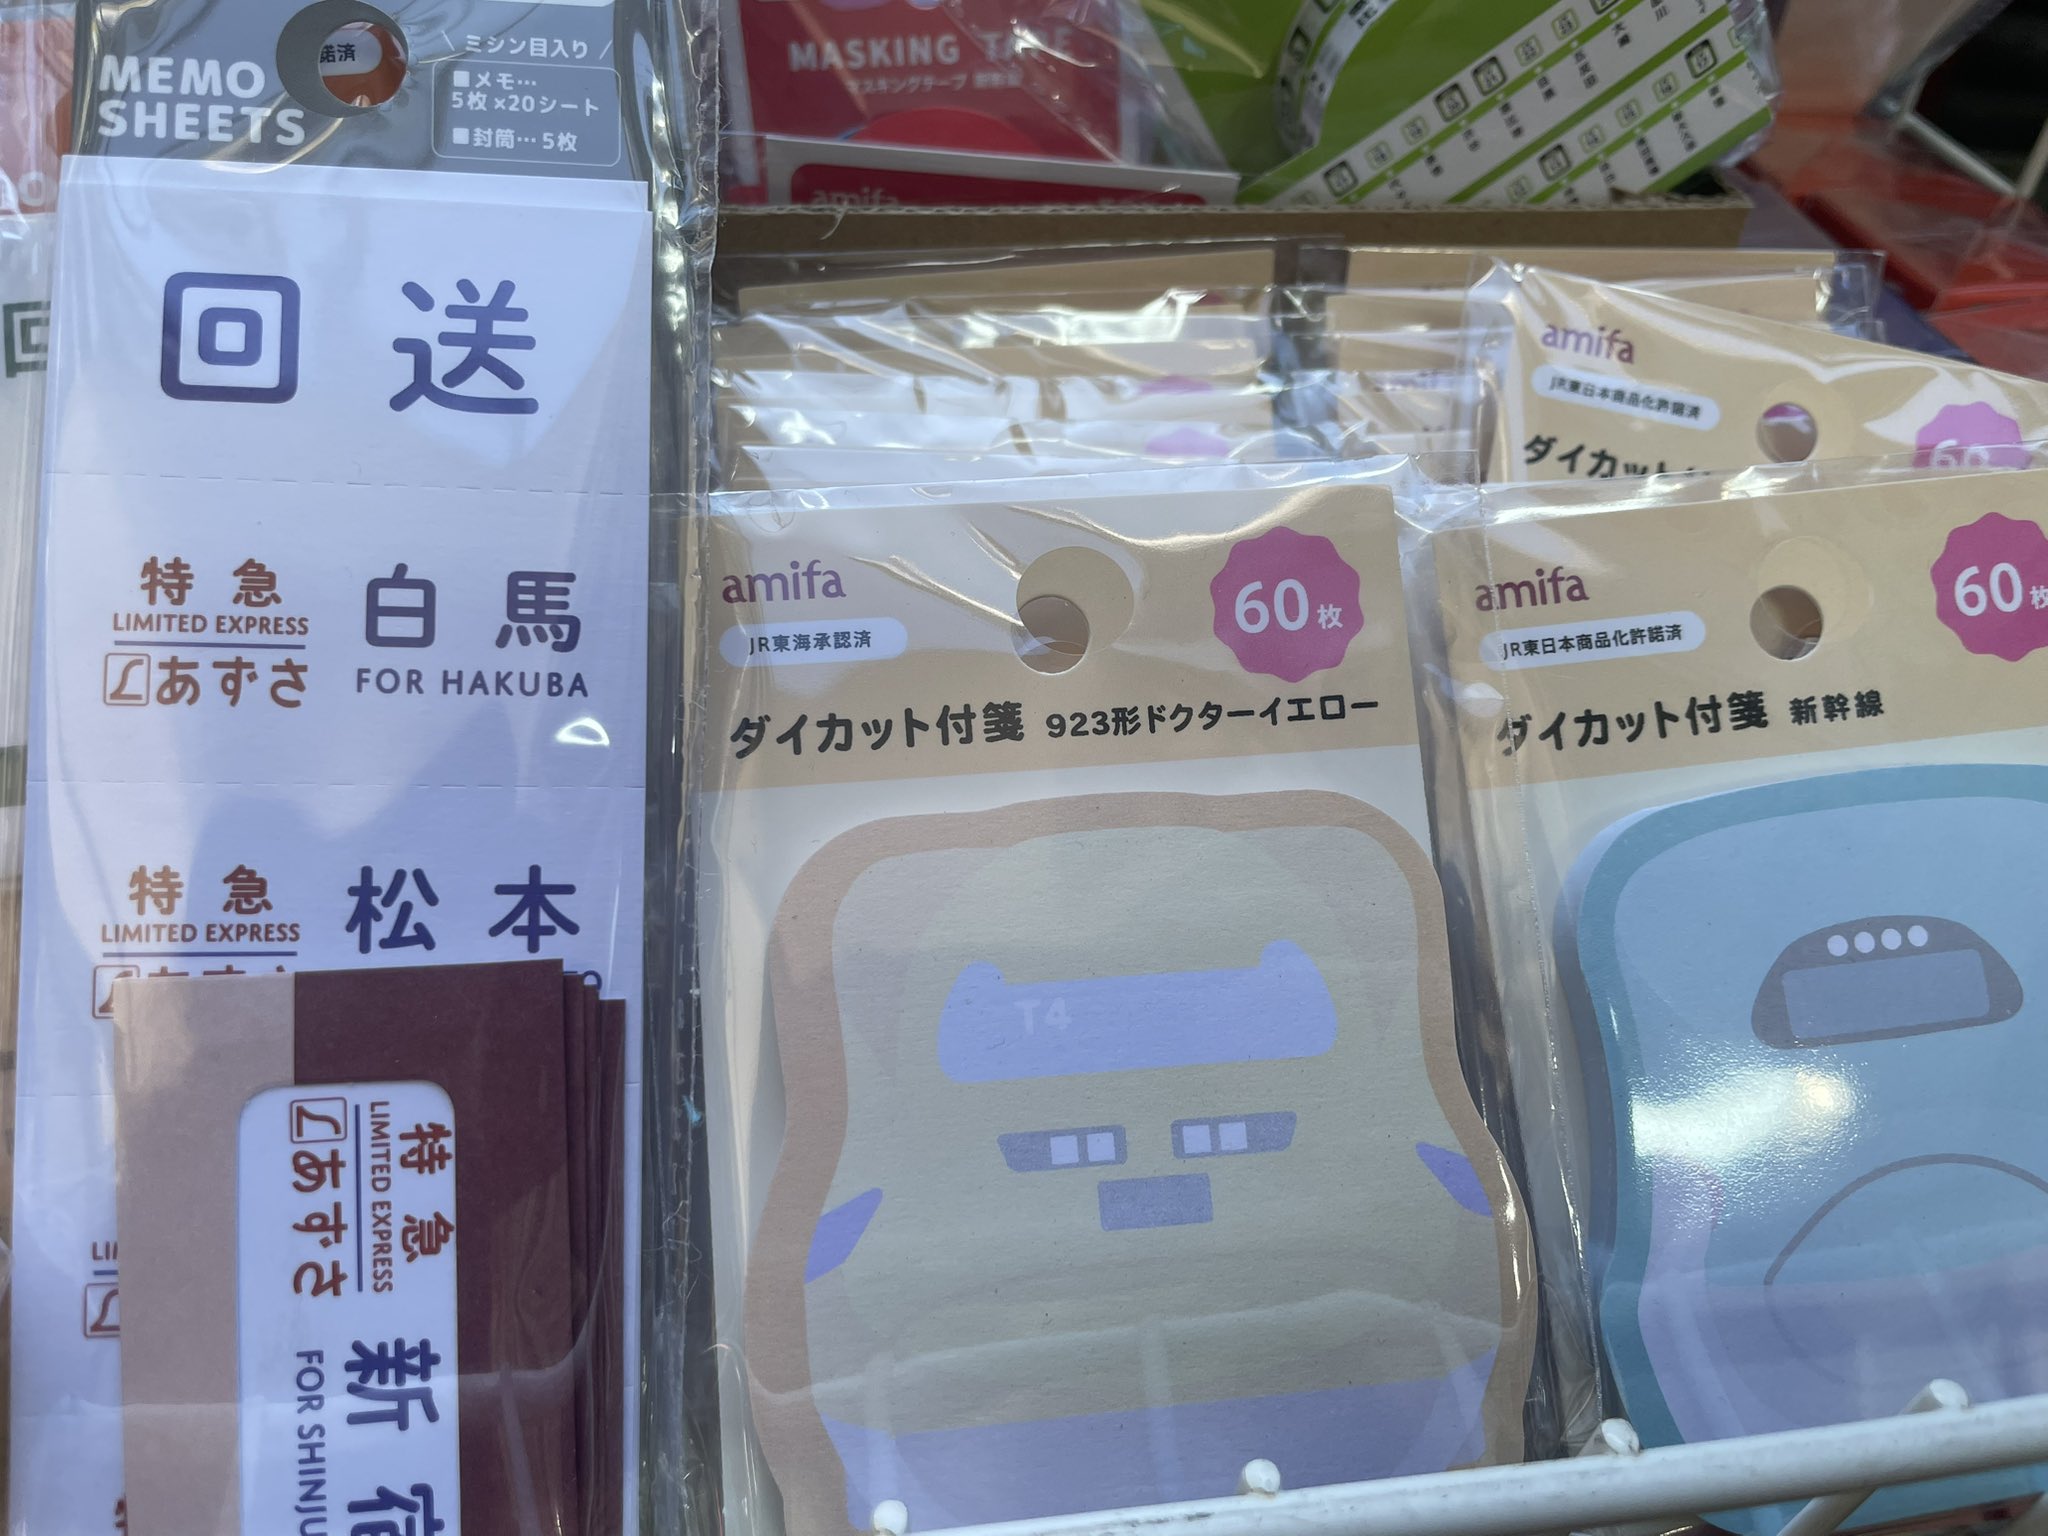 MEMO
SHEETS
諾済
ミシン目入り
■メモ…
5枚×20シート
■封筒…5枚
回送
特急
LIMITED EXPRESS
あずさ
白馬
FOR HAKUBA
特急
LIMITED EXPRESS
松本
特急
LIMITED EXPRESS
あずさ
新宿
MASKING TAPE
マスキングテープ
amifa
amifa
JR東日本商品化許諾済
ダイカット
60
amifa
JR東海承認済
60枚
ダイカット付箋 923形ドクターイエロー
T4
amifa
JR東日本商品化許諾済
60枚
ダイカット付箋 新幹線